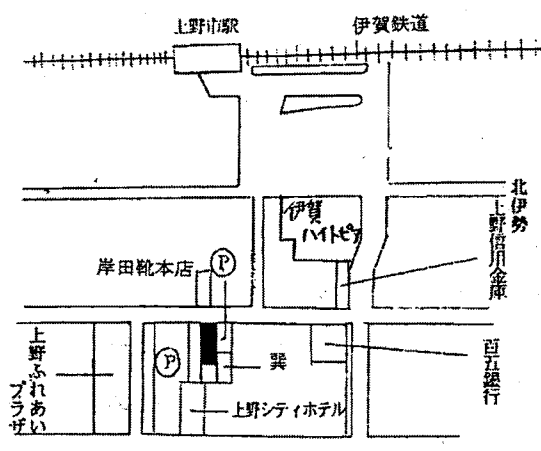 上野市駅
伊賀鉄道
伊賀
ハイトピア
北伊勢
上野信用金庫
岸田靴本店
P
P
巽
上野シティホテル
百五銀行
上野ふれあい
プラザ